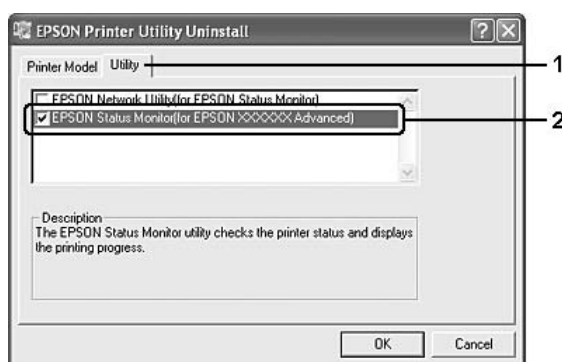 EPSON Printer Utility Uninstall
Printer Model Utility
1
EPSON Network Utility(for EPSON Status Monitor)
EPSON Status Monitor(for EPSON XXXXXX Advanced)
2
Description
The EPSON Status Monitor utility checks the printer status and displays
the printing progress.
OK Cancel